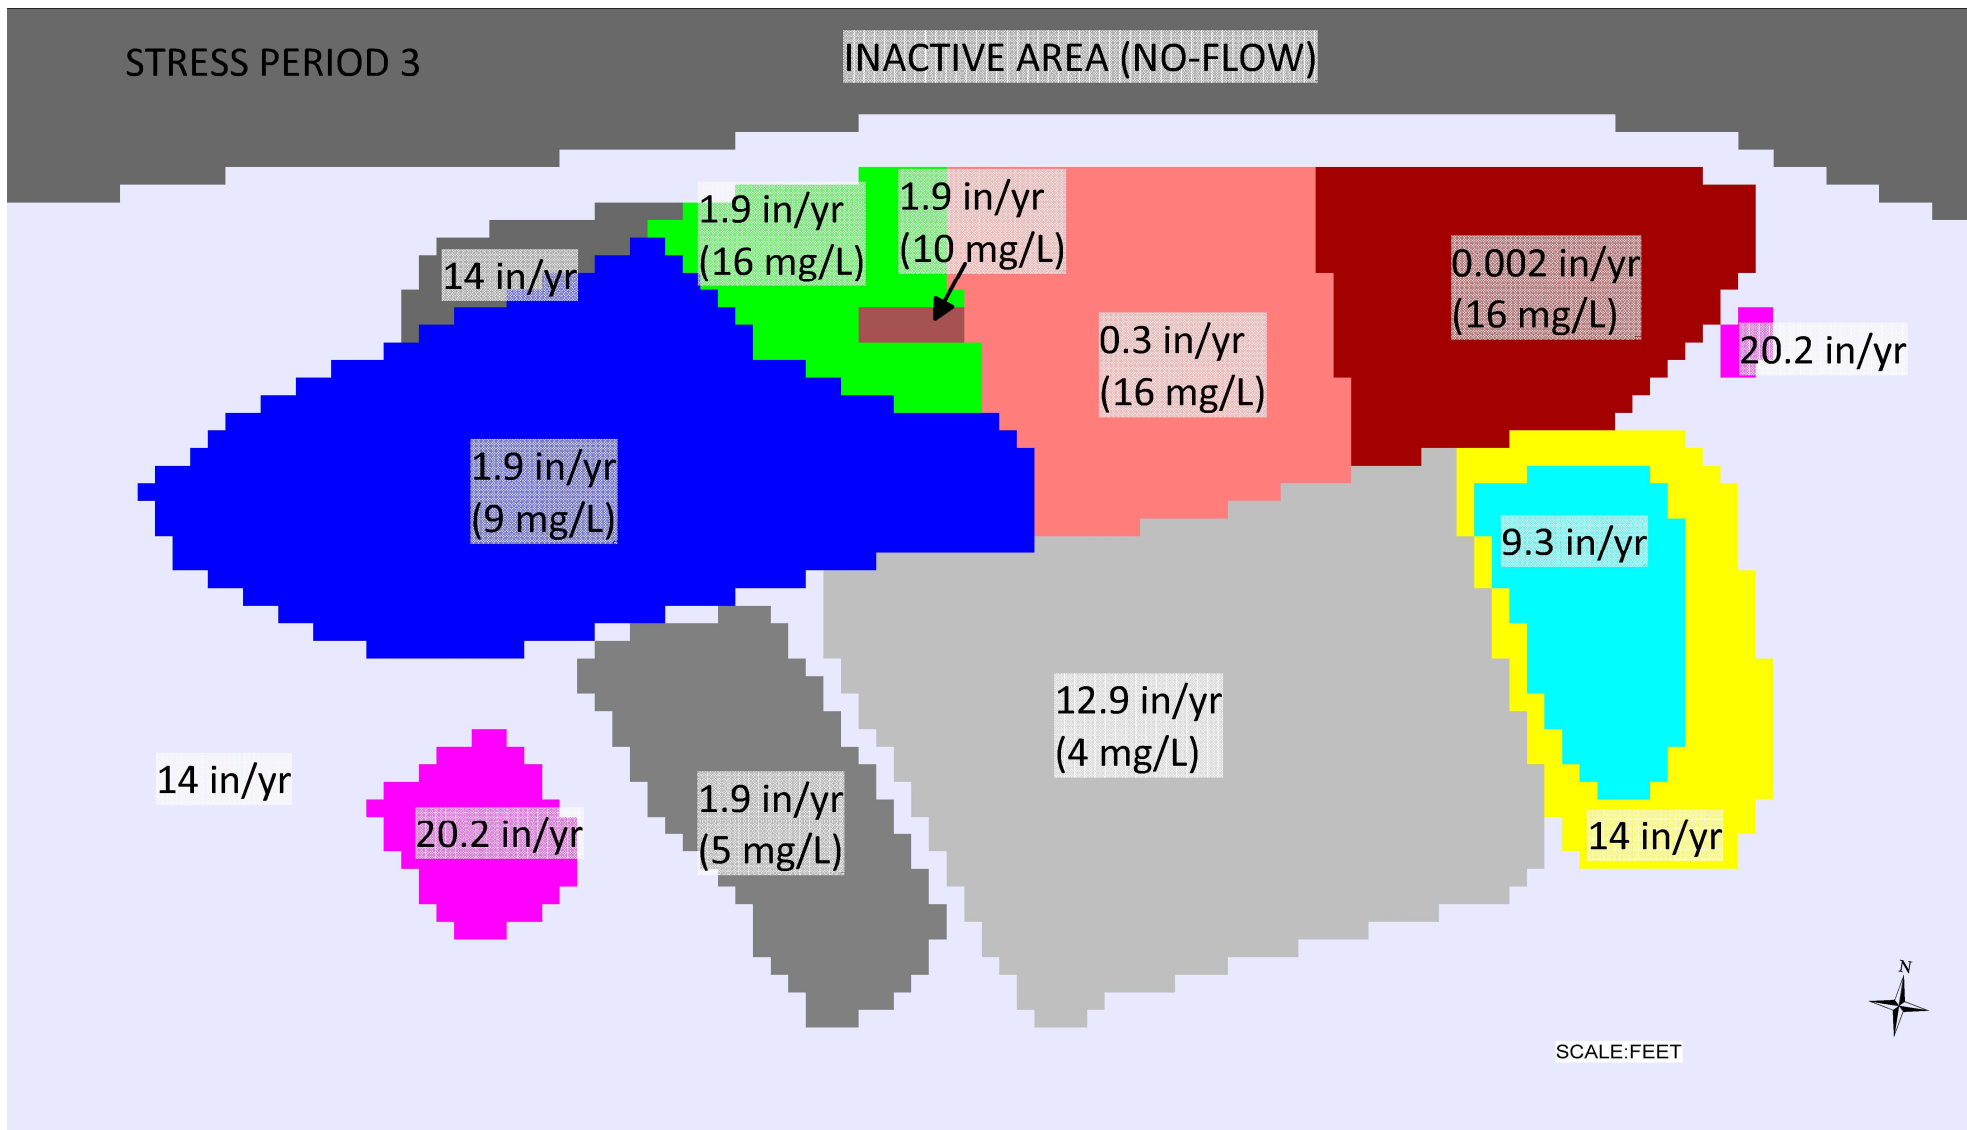 STRESS PERIOD 3
INACTIVE AREA (NO-FLOW)
1.9 in/yr
(16 mg/L)
1.9 in/yr
(10 mg/L)
14 in/yr
0.002 in/yr
(16 mg/L)
0.3 in/yr
(16 mg/L)
20.2 in/yr
1.9 in/yr
(9 mg/L)
9.3 in/yr
12.9 in/yr
(4 mg/L)
14 in/yr
20.2 in/yr
1.9 in/yr
(5 mg/L)
14 in/yr
N
SCALE:FEET